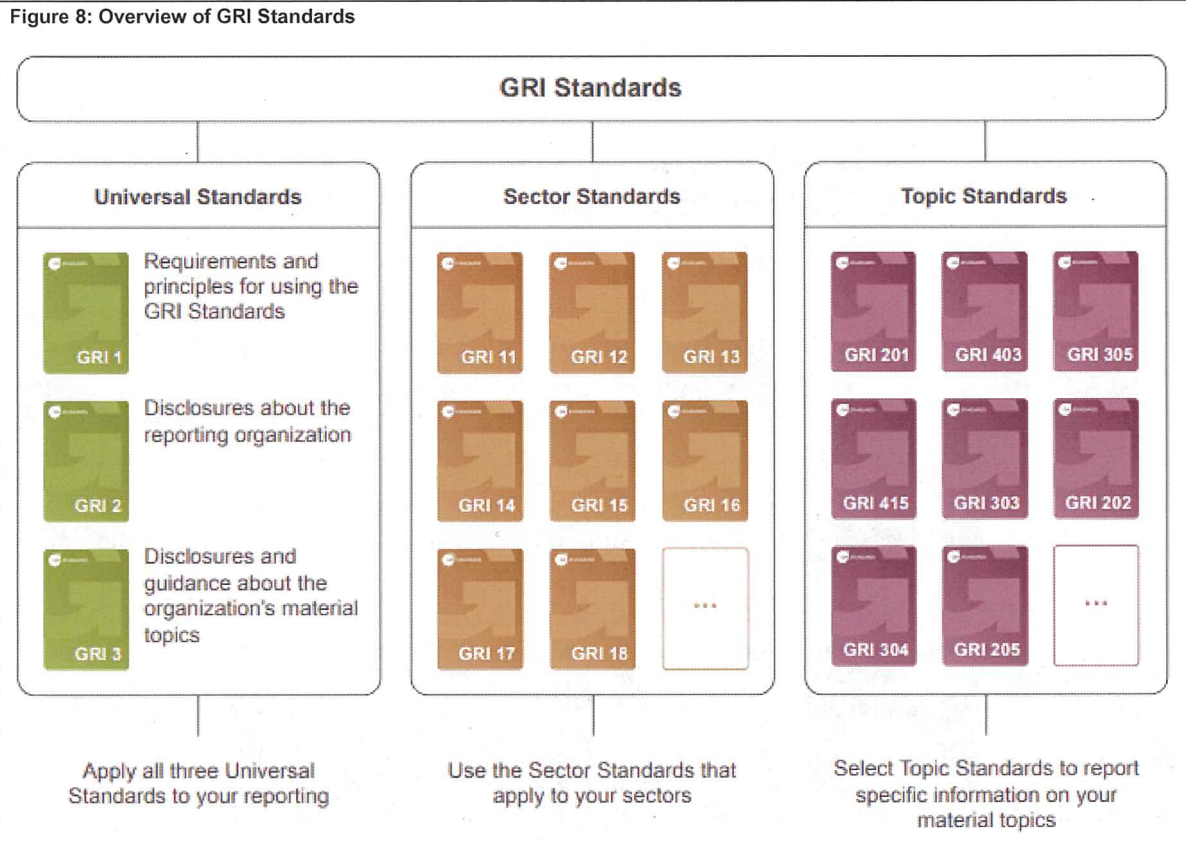 Figure 8: Overview of GRI Standards
GRI Standards
Universal Standards
GRI 1
Requirements and
principles for using the
GRI Standards
GRI 2
Disclosures about the
reporting organization
GRI 3
Disclosures and
guidance about the
organization's material
topics
Apply all three Universal
Standards to your reporting
Sector Standards
GRI 11
GRI 12
GRI 13
GRI 14
GRI 15
GRI 16
GRI 17
GRI 18
...
Use the Sector Standards that
apply to your sectors
Topic Standards
GRI 201
GRI 403
GRI 305
GRI 415
GRI 303
GRI 202
GRI 304
GRI 205
...
Select Topic Standards to report
specific information on your
material topics